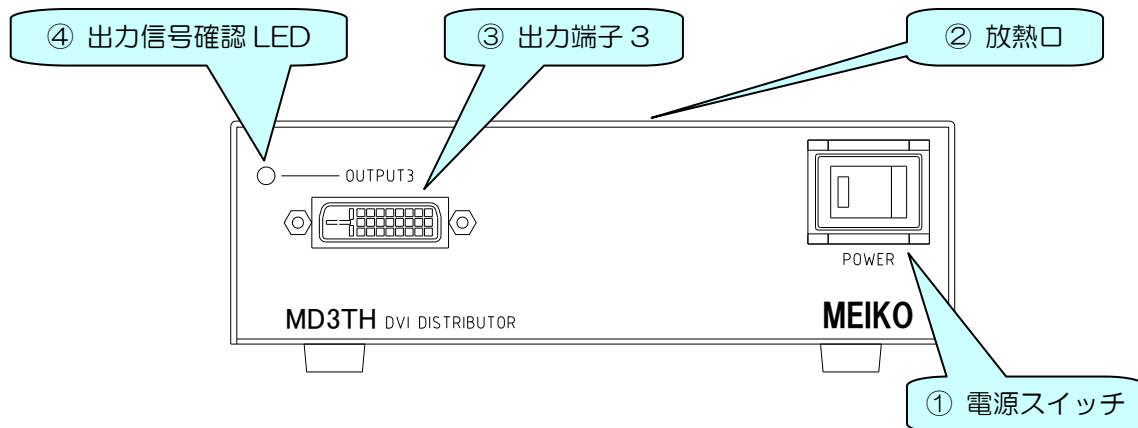 ④ 出力信号確認 LED
③ 出力端子 3
② 放熱口
OUTPUT3
POWER
MD3TH DVI DISTRIBUTOR
MEIKO
① 電源スイッチ